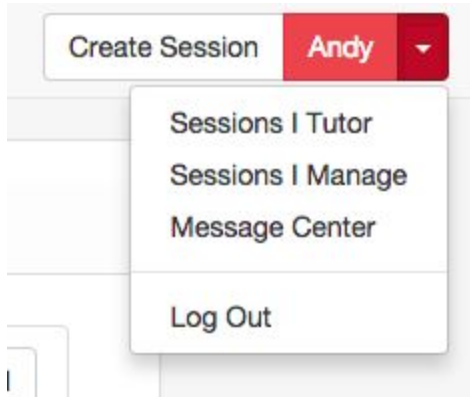 Create Session Andy
Sessions I Tutor
Sessions I Manage
Message Center
Log Out